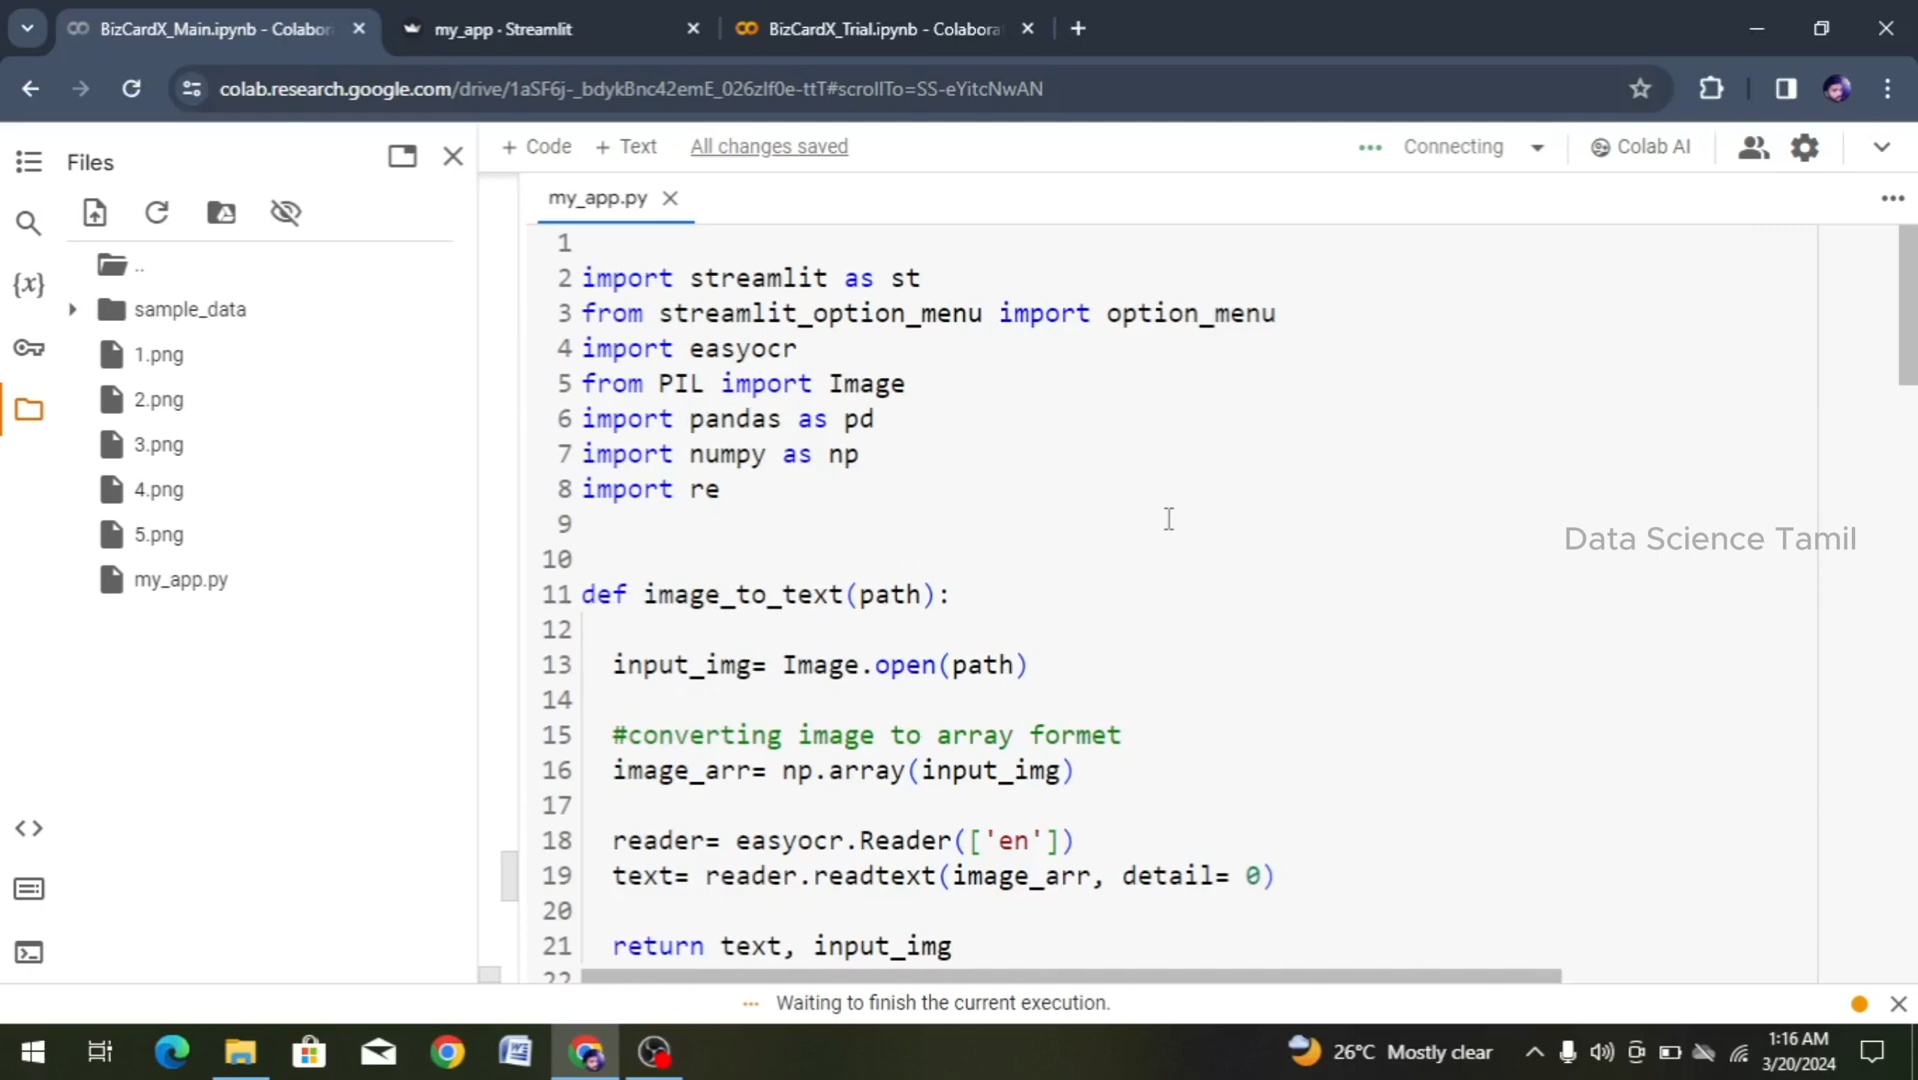 BizCardX_Main.ipynb - Colabor
my_app - Streamlit
BizCardX_Trial.ipynb - Colabora
colab.research.google.com/drive/1aSF6j-_bdykBnc42emE_026zIf0e-ttT#scrollTo=SS-eYitcNwAN
Files
+ Code + Text All changes saved
Connecting
Colab AI
my_app.py
..
sample_data
1.png
2.png
3.png
4.png
5.png
my_app.py
{x}
1
2 import streamlit as st
3 from streamlit_option_menu import option_menu
4 import easyocr
5 from PIL import Image
6 import pandas as pd
7 import numpy as np
8 import re
9
10
11 def image_to_text(path):
12
13 input_img= Image.open(path)
14
15 #converting image to array formet
16 image_arr= np.array(input_img)
17
18 reader= easyocr.Reader(['en'])
19 text= reader.readtext(image_arr, detail= 0)
20
21 return text, input_img
22
Data Science Tamil
Waiting to finish the current execution.
26°C Mostly clear
1:16 AM
3/20/2024